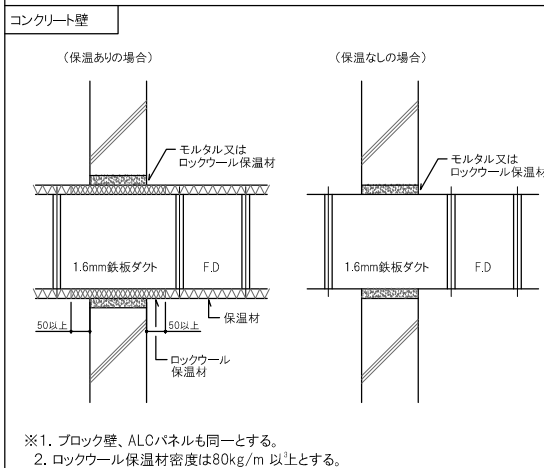 コンクリート壁
(保温ありの場合)
(保温なしの場合)
モルタル又は
ロックウール保温材
モルタル又は
ロックウール保温材
1.6mm鉄板ダクト
F.D
1.6mm鉄板ダクト
F.D
50以上
50以上
保温材
ロックウール
保温材
※1. ブロック壁、ALCパネルも同一とする。
2. ロックウール保温材密度は80kg/m³以上とする。